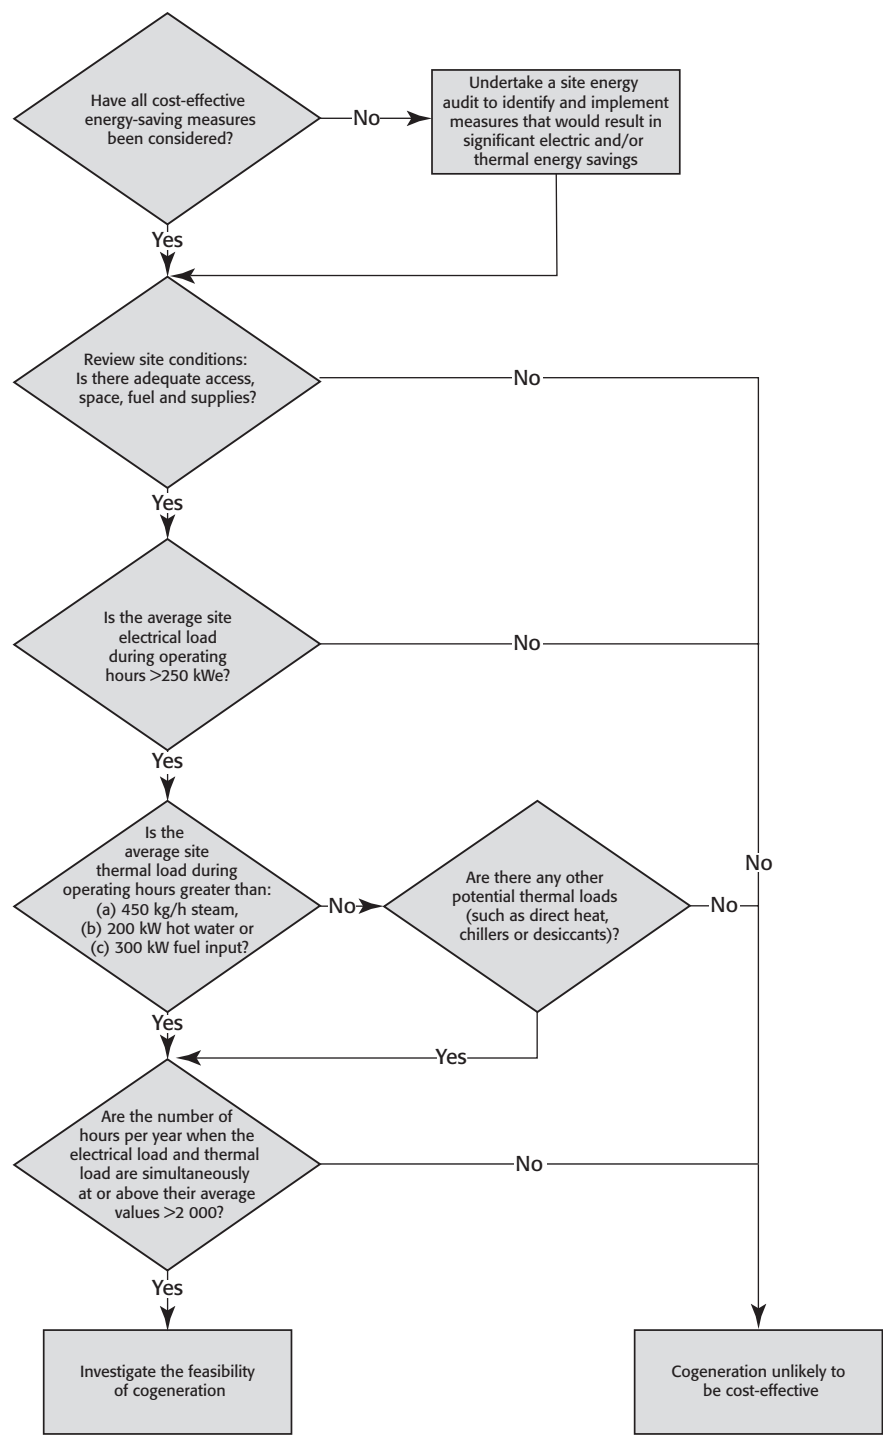 Have all cost-effective
energy-saving measures
been considered?
No
Undertake a site energy
audit to identify and implement
measures that would result in
significant electric and/or
thermal energy savings
Yes
Review site conditions:
Is there adequate access,
space, fuel and supplies?
No
Yes
Is the average site
electrical load
during operating
hours >250 kWe?
No
Yes
Is the
average site
thermal load during
operating hours greater than:
(a) 450 kg/h steam,
(b) 200 kW hot water or
(c) 300 kW fuel input?
No
Are there any other
potential thermal loads
(such as direct heat,
chillers or desiccants)?
No
No
Yes
Yes
Are the number of
hours per year when the
electrical load and thermal
load are simultaneously
at or above their average
values >2 000?
No
Yes
Investigate the feasibility
of cogeneration
Cogeneration unlikely to
be cost-effective